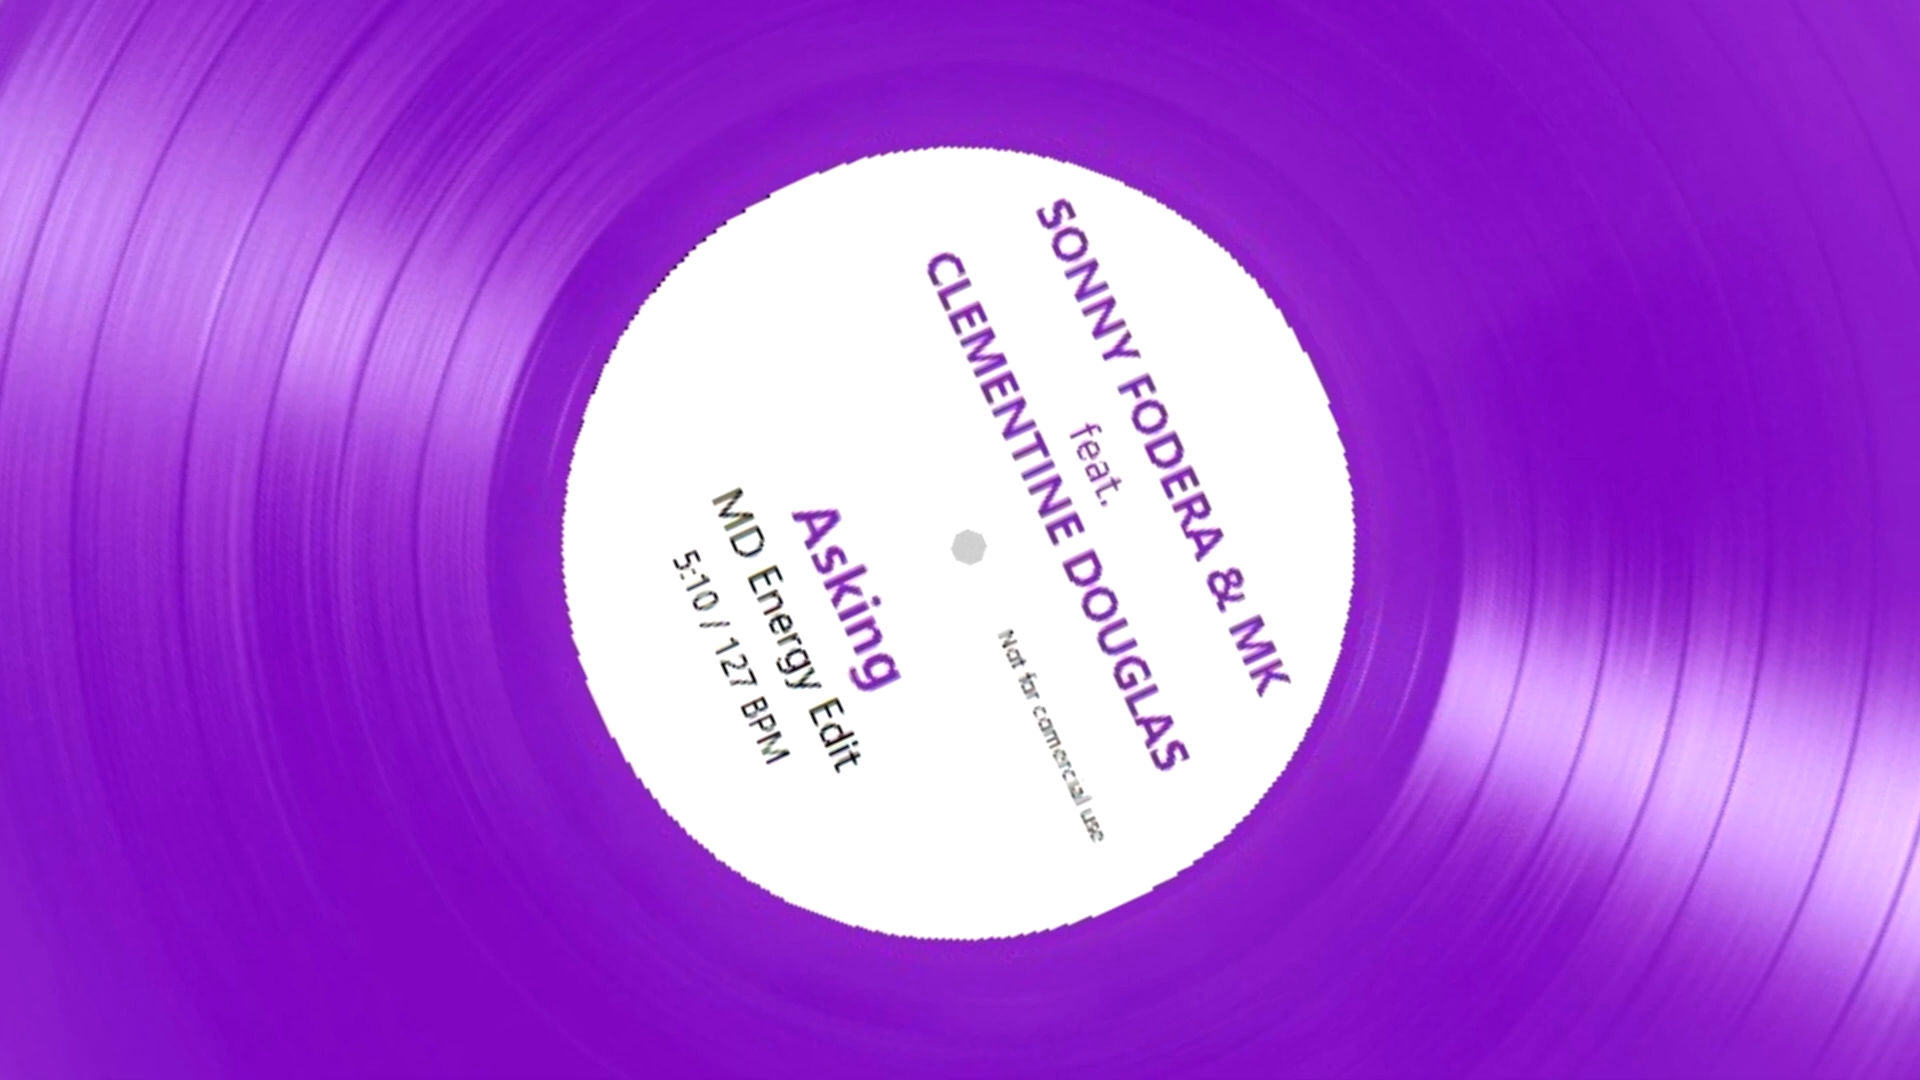 SONNY FODERA & MK
feat.
CLEMENTINE DOUGLAS
Not for comercial use
Asking
MD Energy Edit
5:10 / 127 BPM